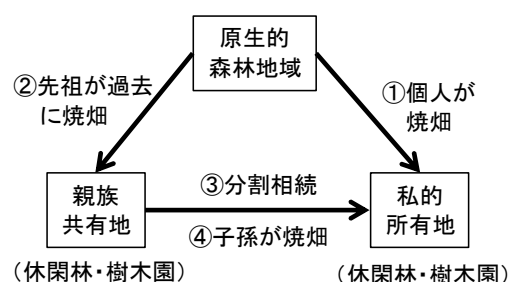 原生的
森林地域
②先祖が過去
に焼畑
①個人が
焼畑
親族
共有地
③分割相続
④子孫が焼畑
私的
所有地
(休閑林・樹木園)
(休閑林・樹木園)